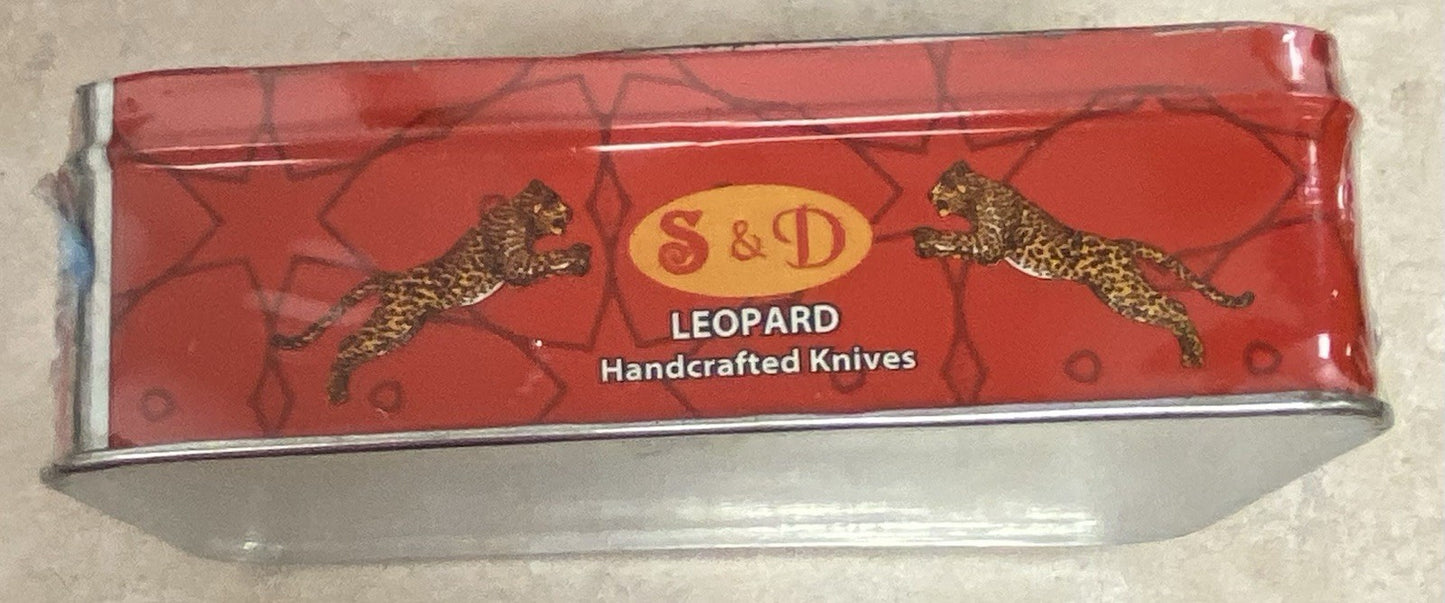 S & D
LEOPARD
Handcrafted Knives